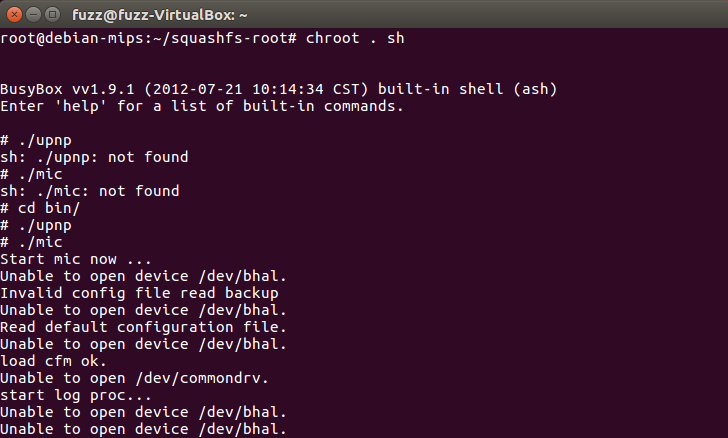 fuzz@fuzz-VirtualBox: ~
root@debian-mips:~/squashfs-root# chroot . sh
BusyBox vv1.9.1 (2012-07-21 10:14:34 CST) built-in shell (ash)
Enter 'help' for a list of built-in commands.
# ./upnp
sh: ./upnp: not found
# ./mic
sh: ./mic: not found
# cd bin/
# ./upnp
# ./mic
Start mic now ...
Unable to open device /dev/bhal.
Invalid config file read backup
Unable to open device /dev/bhal.
Read default configuration file.
Unable to open device /dev/bhal.
load cfm ok.
Unable to open /dev/commondrv.
start log proc...
Unable to open device /dev/bhal.
Unable to open device /dev/bhal.